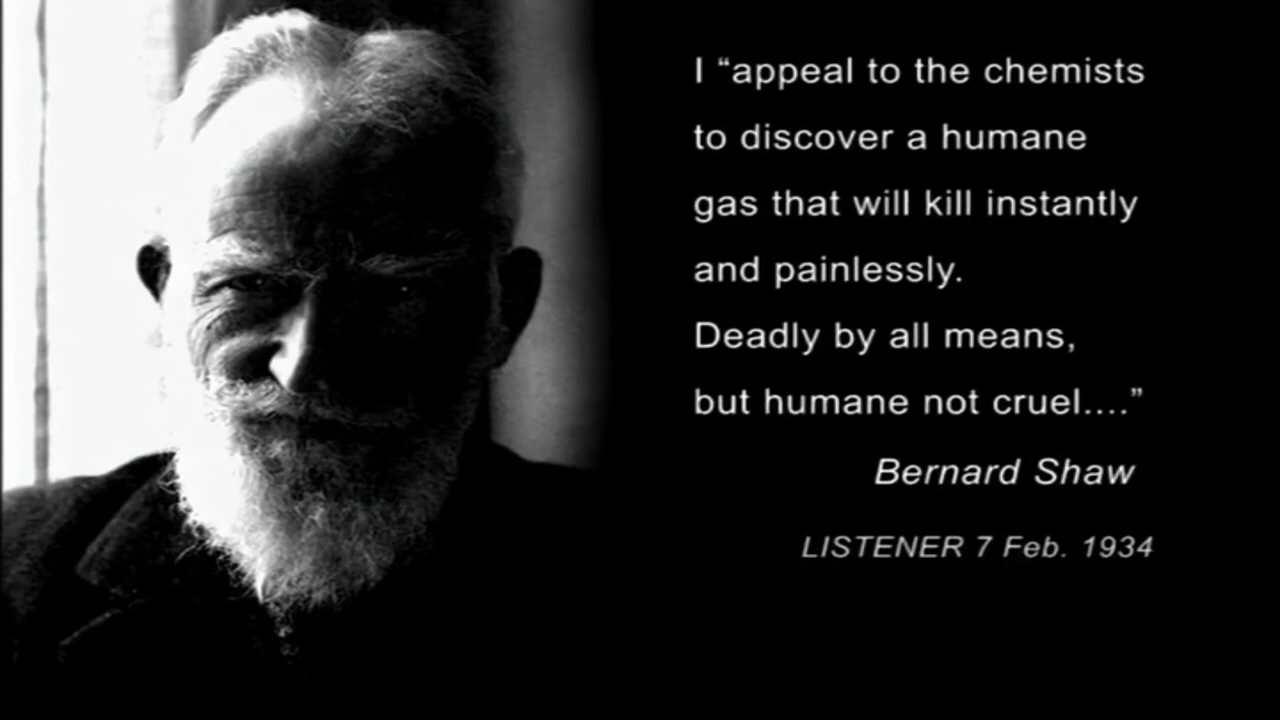 I “appeal to the chemists
to discover a humane
gas that will kill instantly
and painlessly.
Deadly by all means,
but humane not cruel....”
Bernard Shaw
LISTENER 7 Feb. 1934